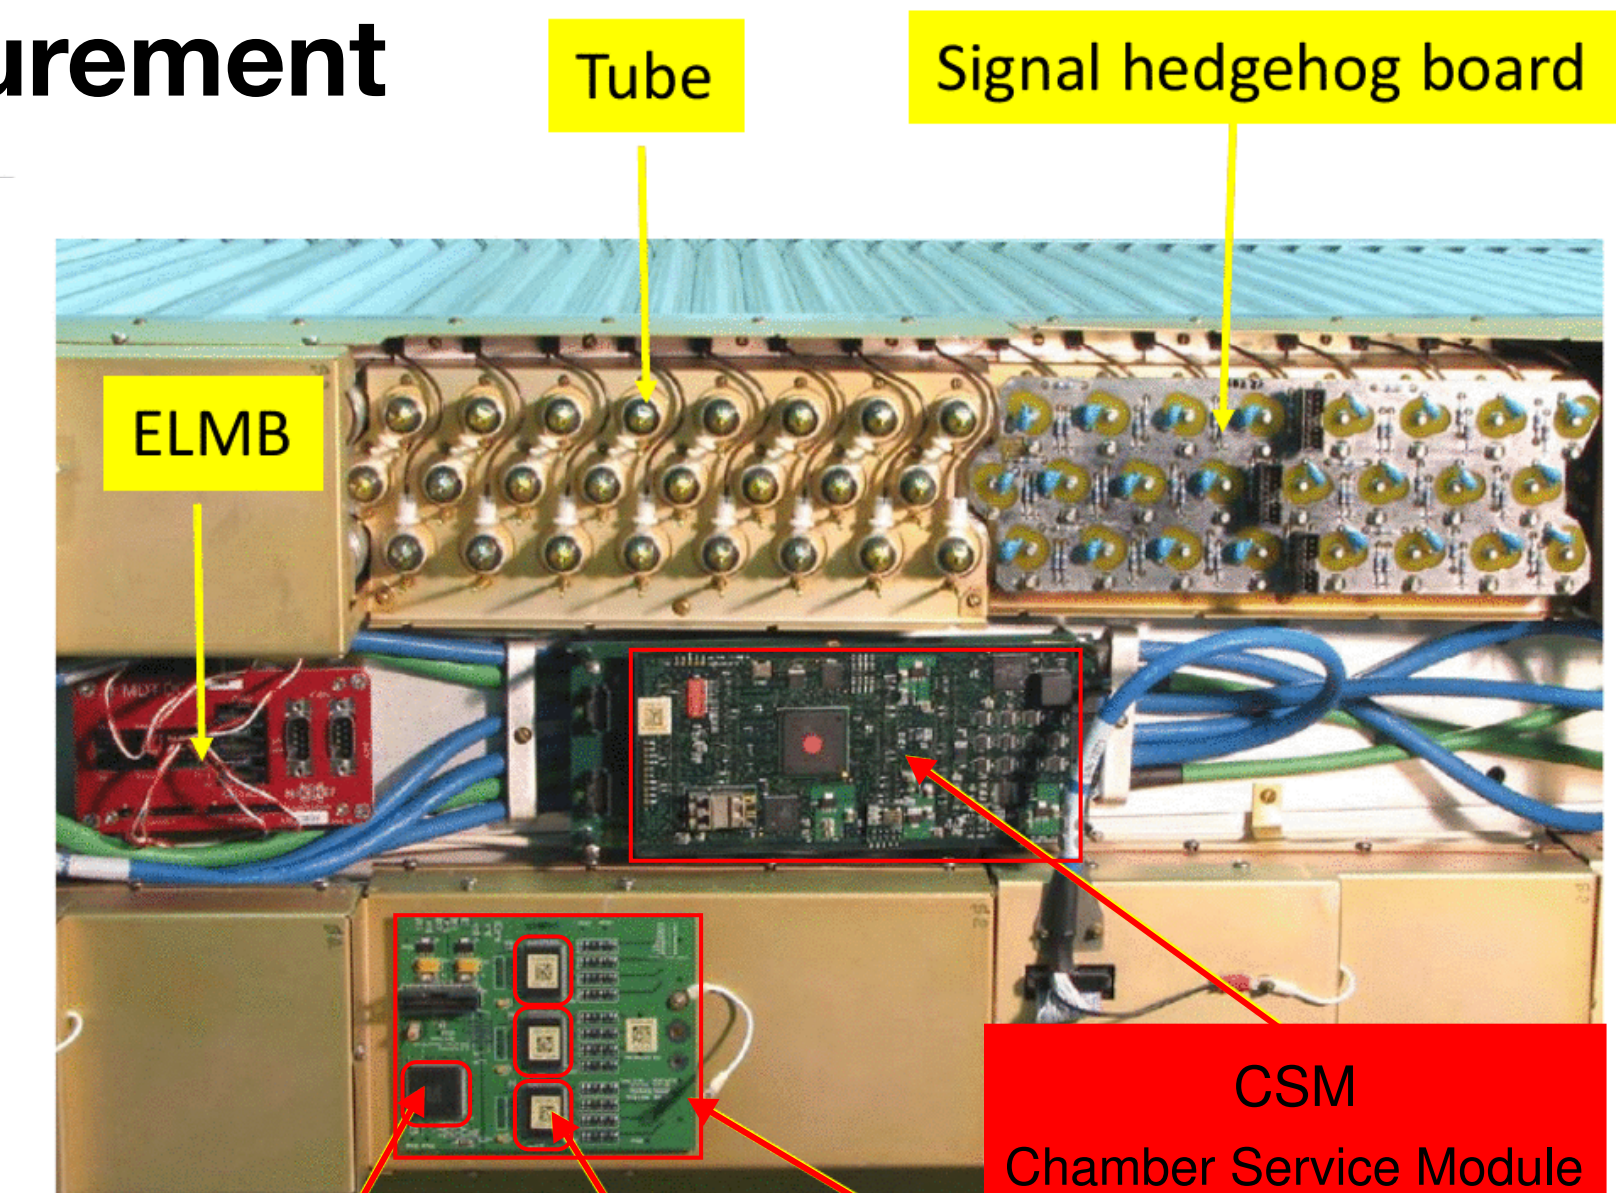 urement
Tube
Signal hedgehog board
ELMB
CSM
Chamber Service Module